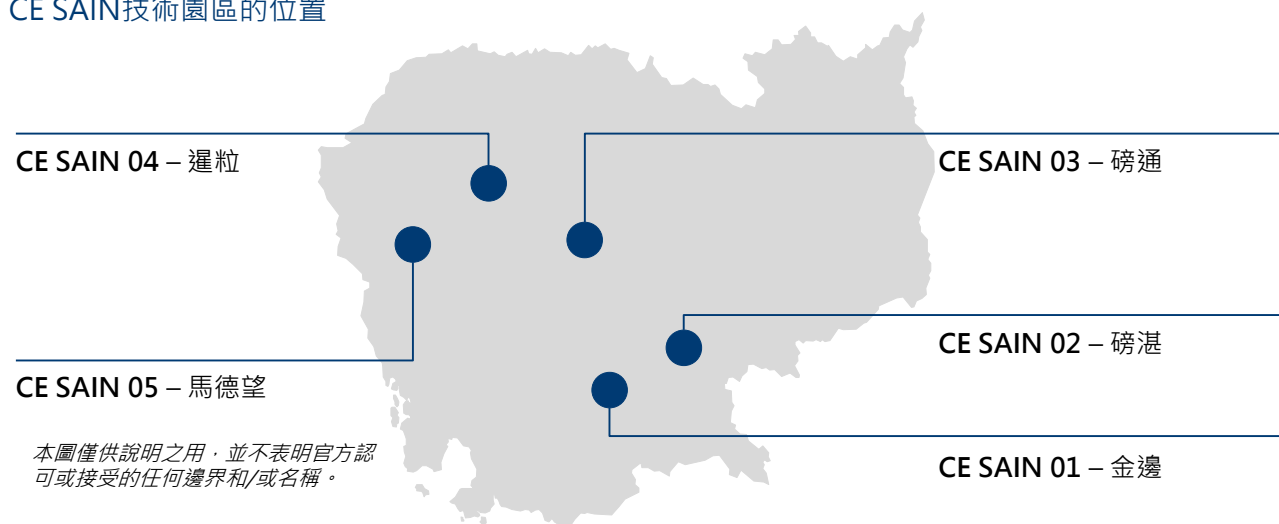 CE SAIN技術園區的位置
CE SAIN 04 – 暹粒
CE SAIN 03 – 磅通
CE SAIN 02 – 磅湛
CE SAIN 05 – 馬德望
本圖僅供說明之用，並不表明官方認
可或接受的任何邊界和/或名稱。
CE SAIN 01 – 金邊